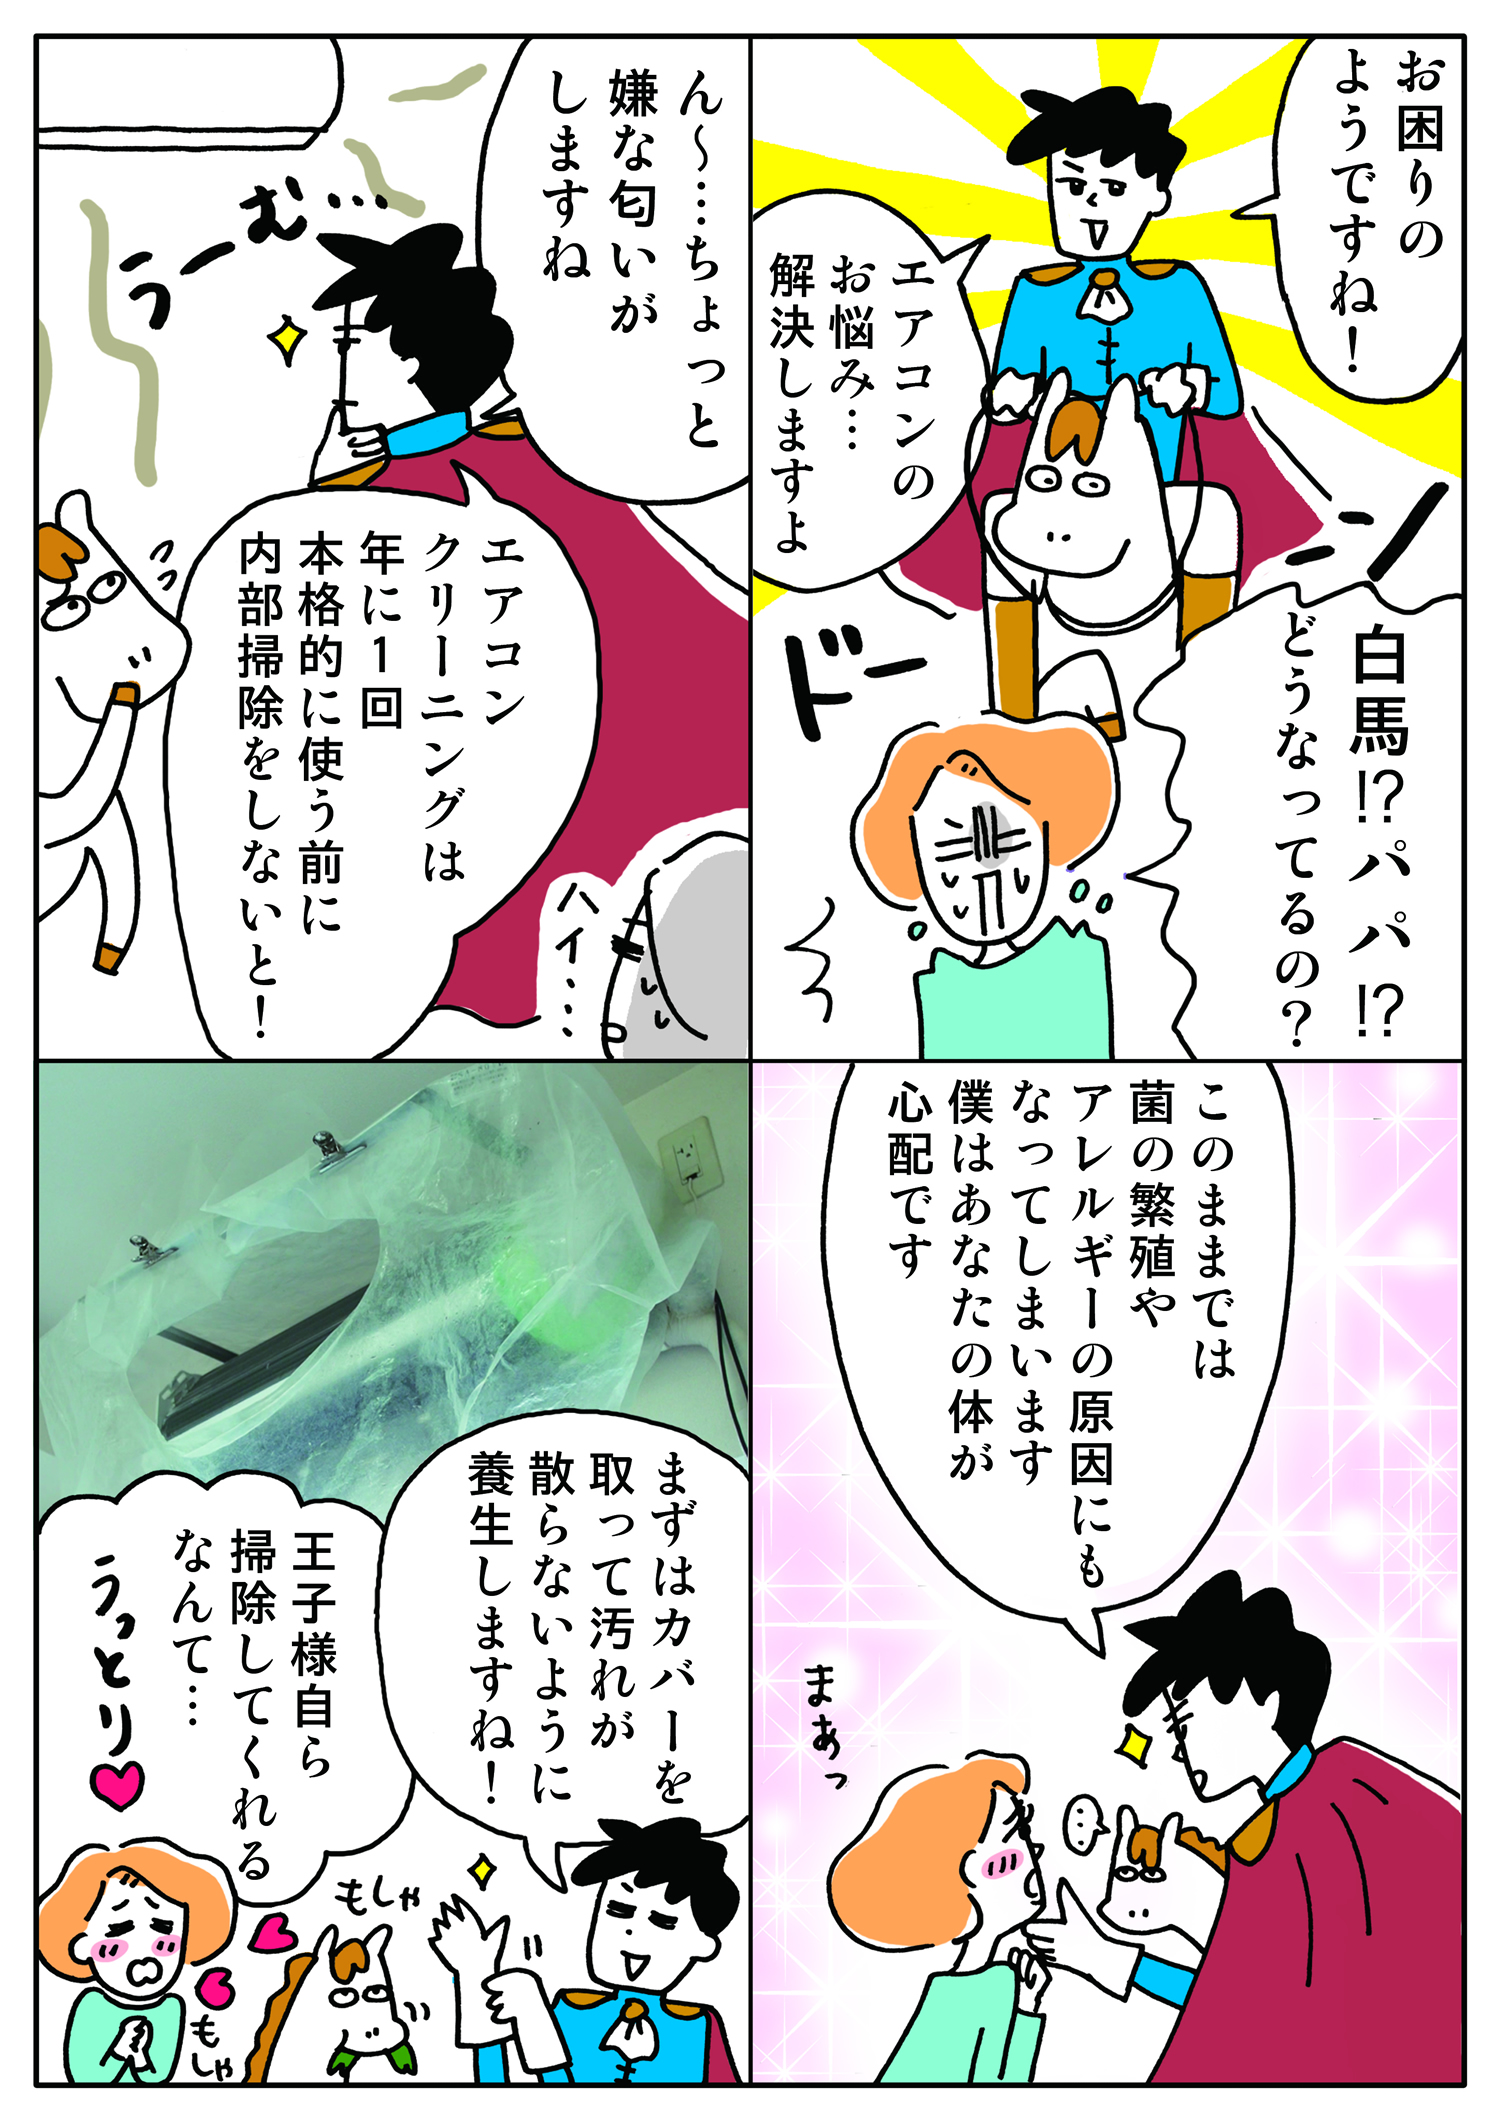 お困りの
ようですね！
エアコンの
お悩み…
解決しますよ
ドーーン
白馬⁉パパ⁉
どうなってるの？
ん〜…ちょっと
嫌な匂いが
しますね
うーむ…
エアコン
クリーニングは
年に1回
本格的に使う前に
内部掃除をしないと！
ハイ…
このままでは
菌の繁殖や
アレルギーの原因にも
なってしまいます
僕はあなたの体が
心配です
まぁっ
…
まずはカバーを
取って汚れが
散らないように
養生しますね！
王子様自ら
掃除してくれる
なんて…
うっとり
もしゃ
もしゃ